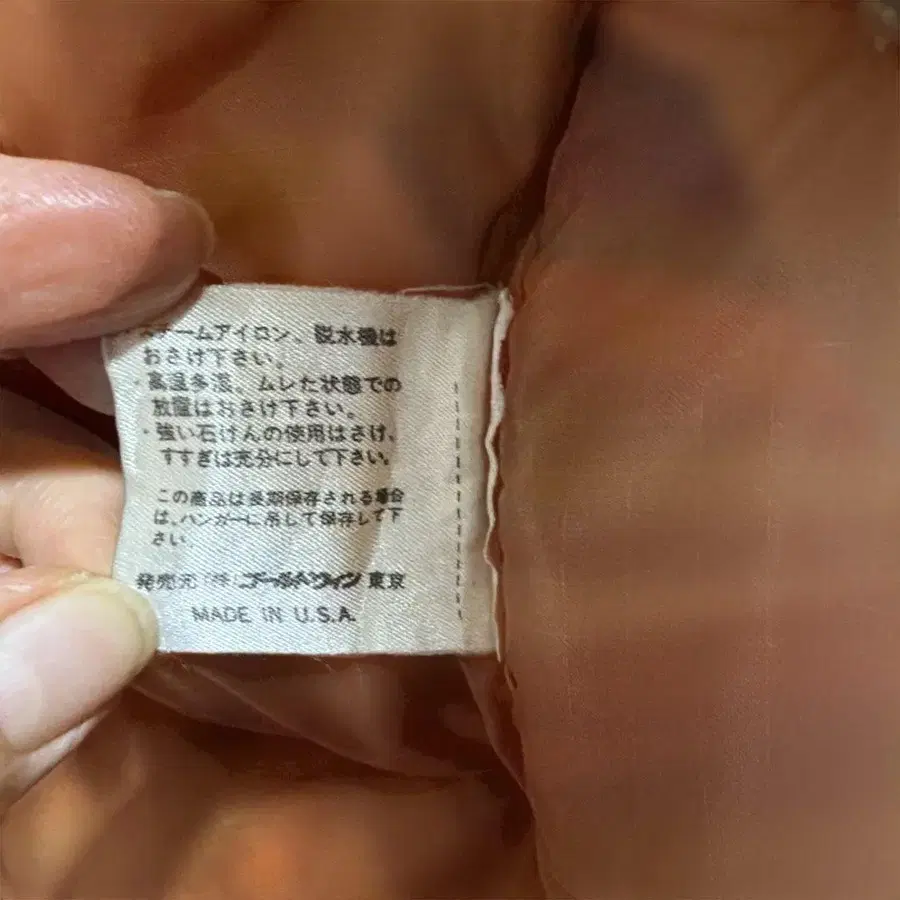 ・スチームアイロン、脱水機は
おさけ下さい。
・高温多湿、ムレた状態での
放置はおさけ下さい。
・強い石けんの使用はさけ、
すすぎは充分にして下さい。
この商品は長期保存される場合
は、ハンガーに吊して保存して下
さい。
発売元(株)ゴールドウィン 東京
MADE IN U.S.A.